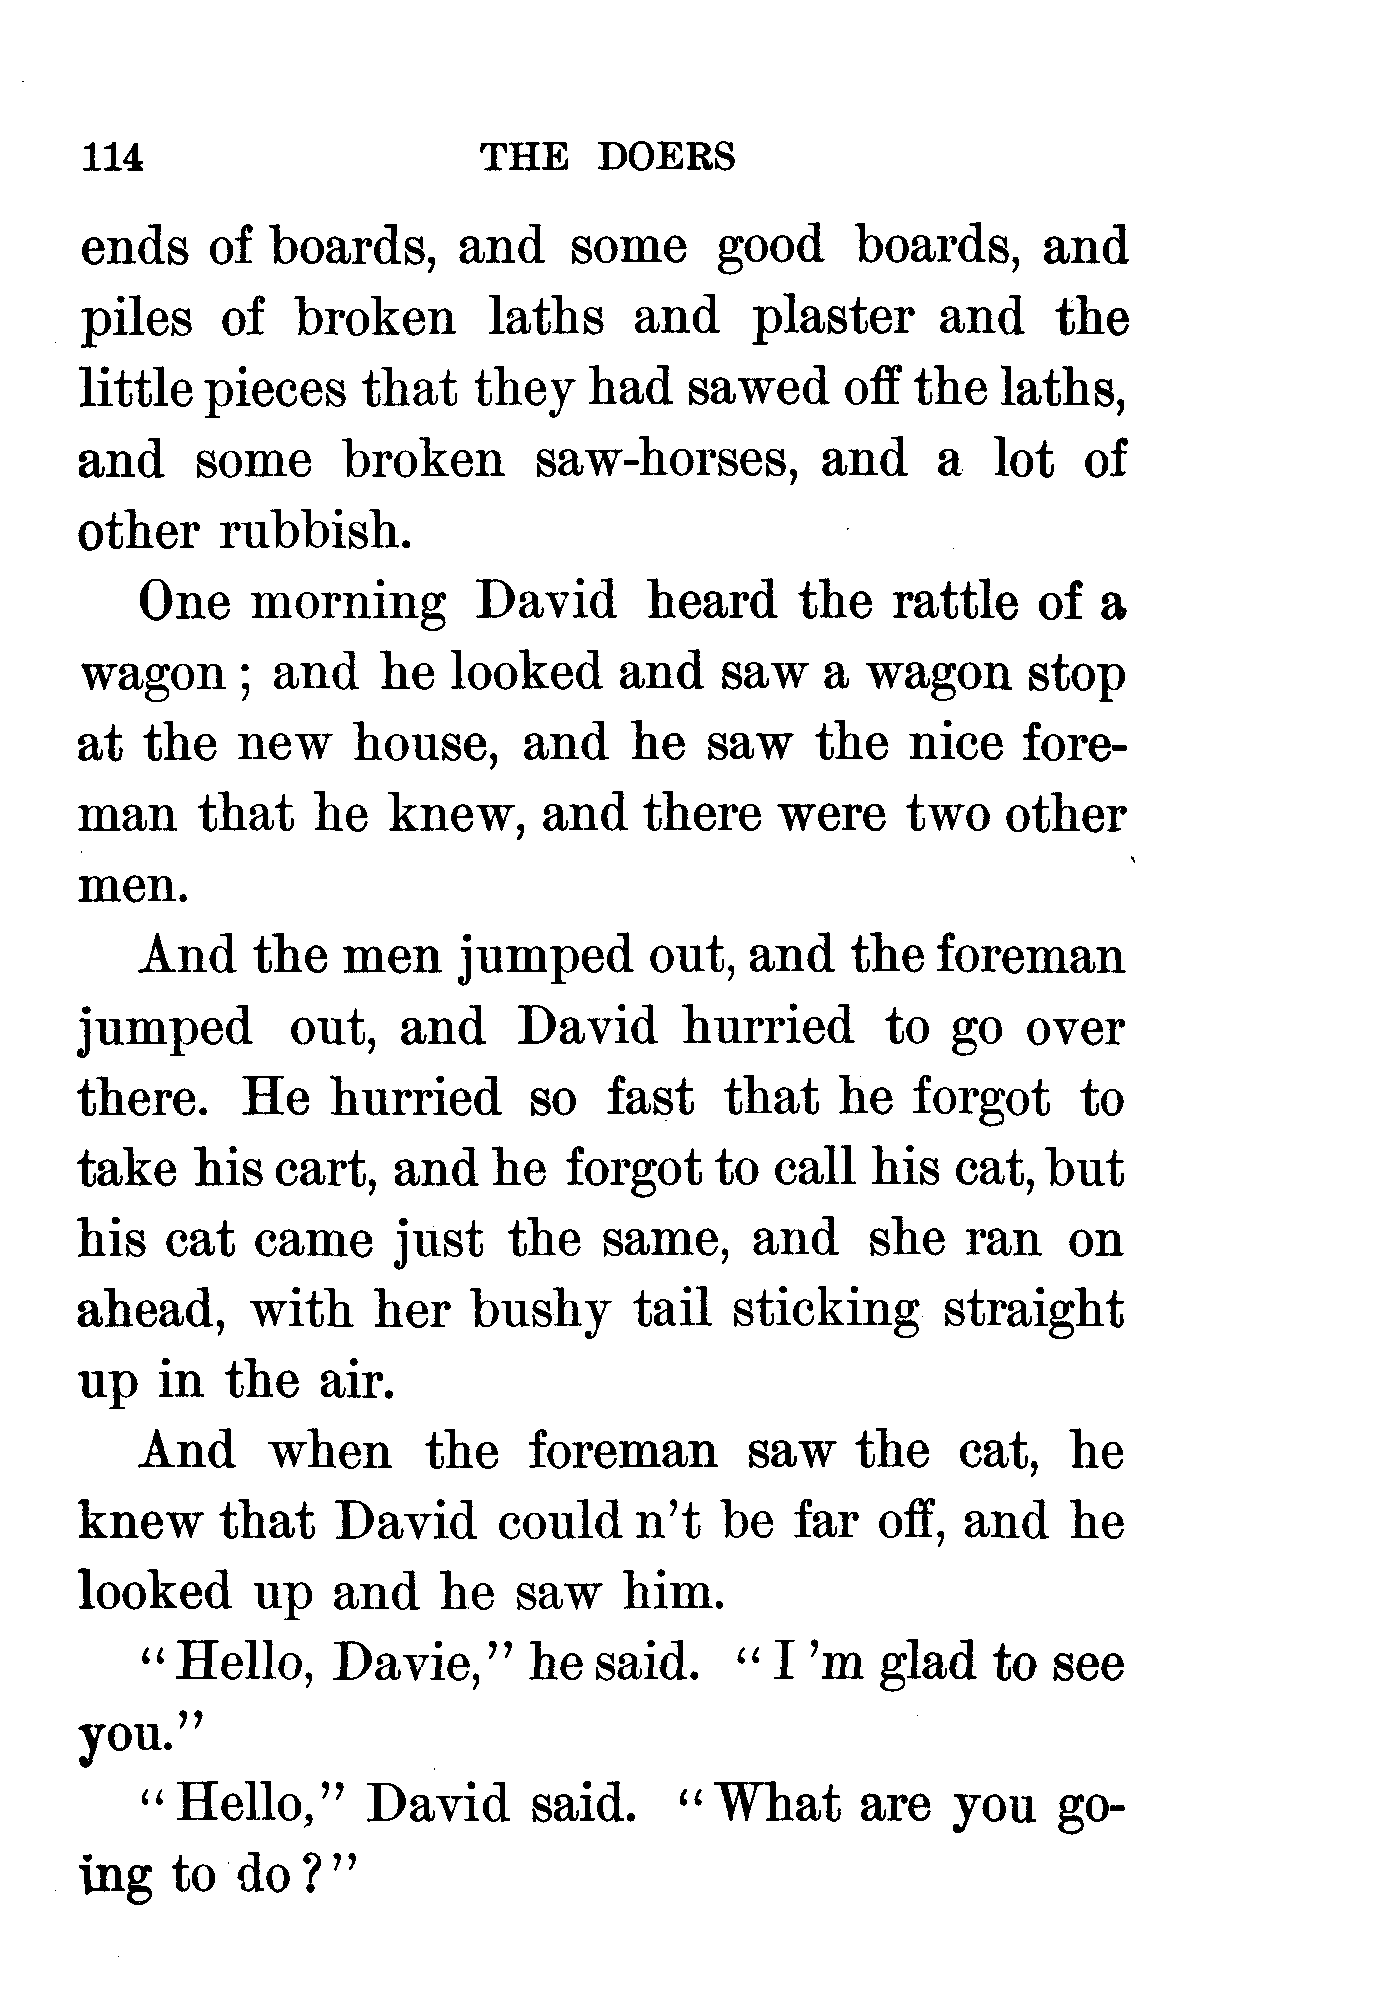 114 THE DOERS
ends of boards, and some good boards, and
piles of broken laths and plaster and the
little pieces that they had sawed off the laths,
and some broken saw-horses, and a lot of
other rubbish.
One morning David heard the rattle of a
wagon ; and he looked and saw a wagon stop
at the new house, and he saw the nice fore-
man that he knew, and there were two other
men.
And the men jumped out, and the foreman
jumped out, and David hurried to go over
there. He hurried so fast that he forgot to
take his cart, and he forgot to call his cat, but
his cat came just the same, and she ran on
ahead, with her bushy tail sticking straight
up in the air.
And when the foreman saw the cat, he
knew that David could n't be far off, and he
looked up and he saw him.
“ Hello, Davie,” he said. “ I 'm glad to see
you.”
“ Hello,” David said. “ What are you go-
ing to do ? ”